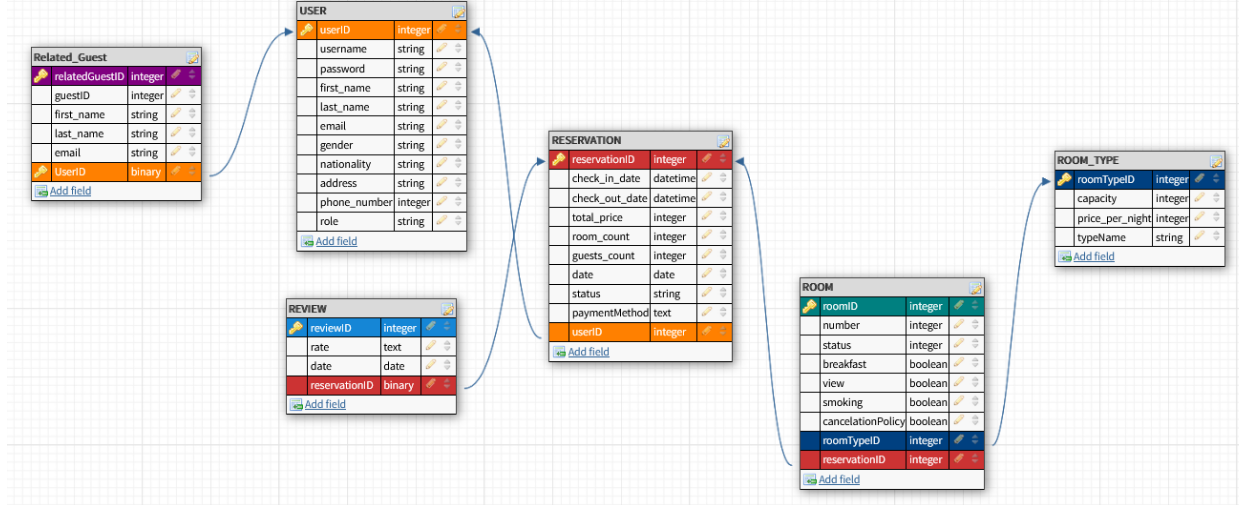 Related_Guest
relatedGuestID integer
guestID integer
first_name string
last_name string
email string
UserID binary
Add field
USER
userID integer
username string
password string
first_name string
last_name string
email string
gender string
nationality string
address string
phone_number integer
role string
Add field
REVIEW
reviewID integer
rate text
date date
reservationID binary
Add field
RESERVATION
reservationID integer
check_in_date datetime
check_out_date datetime
total_price integer
room_count integer
guests_count integer
date date
status string
paymentMethod text
userID integer
Add field
ROOM
roomID integer
number integer
status integer
breakfast boolean
view boolean
smoking boolean
cancelationPolicy boolean
roomTypeID integer
reservationID integer
Add field
ROOM_TYPE
roomTypeID integer
capacity integer
price_per_night integer
typeName string
Add field